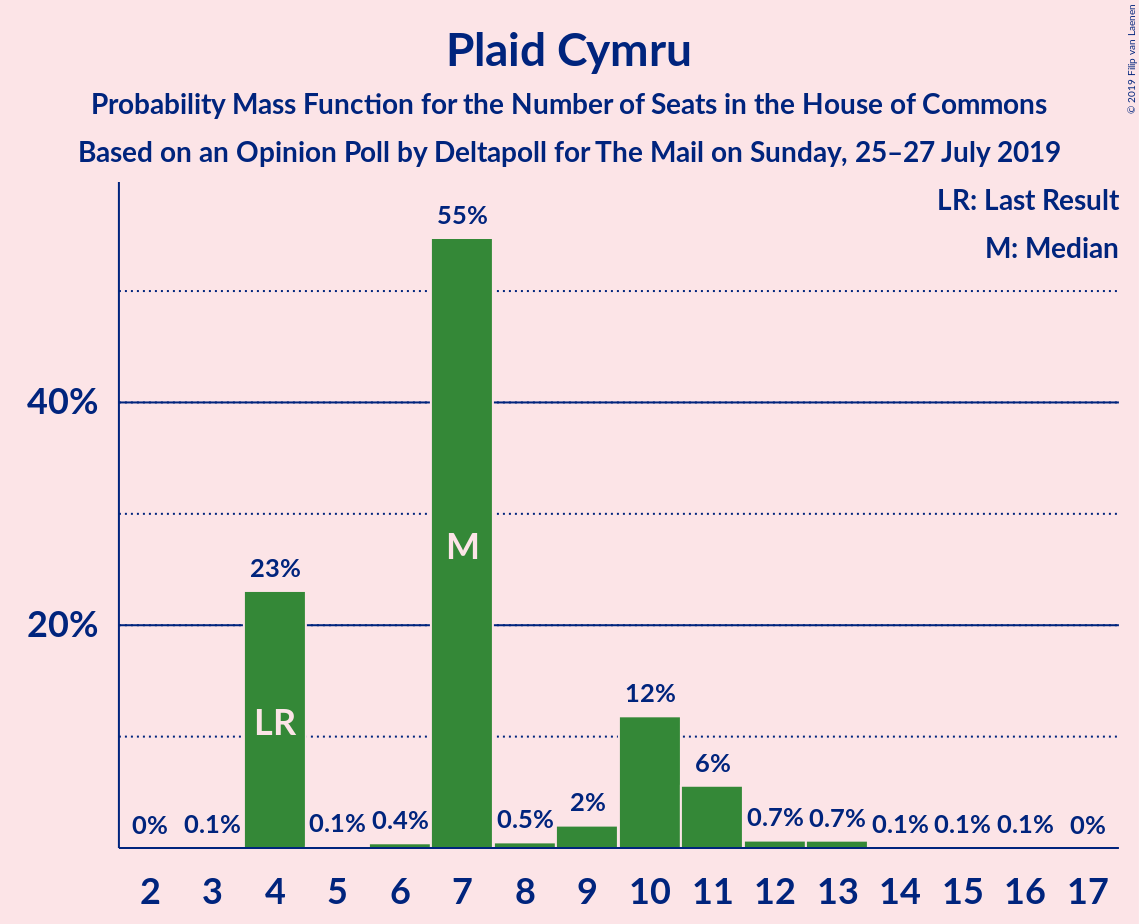 Plaid Cymru
Probability Mass Function for the Number of Seats in the House of Commons
Based on an Opinion Poll by Deltapoll for The Mail on Sunday, 25–27 July 2019
© 2019 Filip van Laenen
LR: Last Result
M: Median
40%
20%
0%
0.1%
23%
0.1%
0.4%
55%
0.5%
2%
12%
6%
0.7%
0.7%
0.1%
0.1%
0.1%
0%
LR
M
2 3 4 5 6 7 8 9 10 11 12 13 14 15 16 17